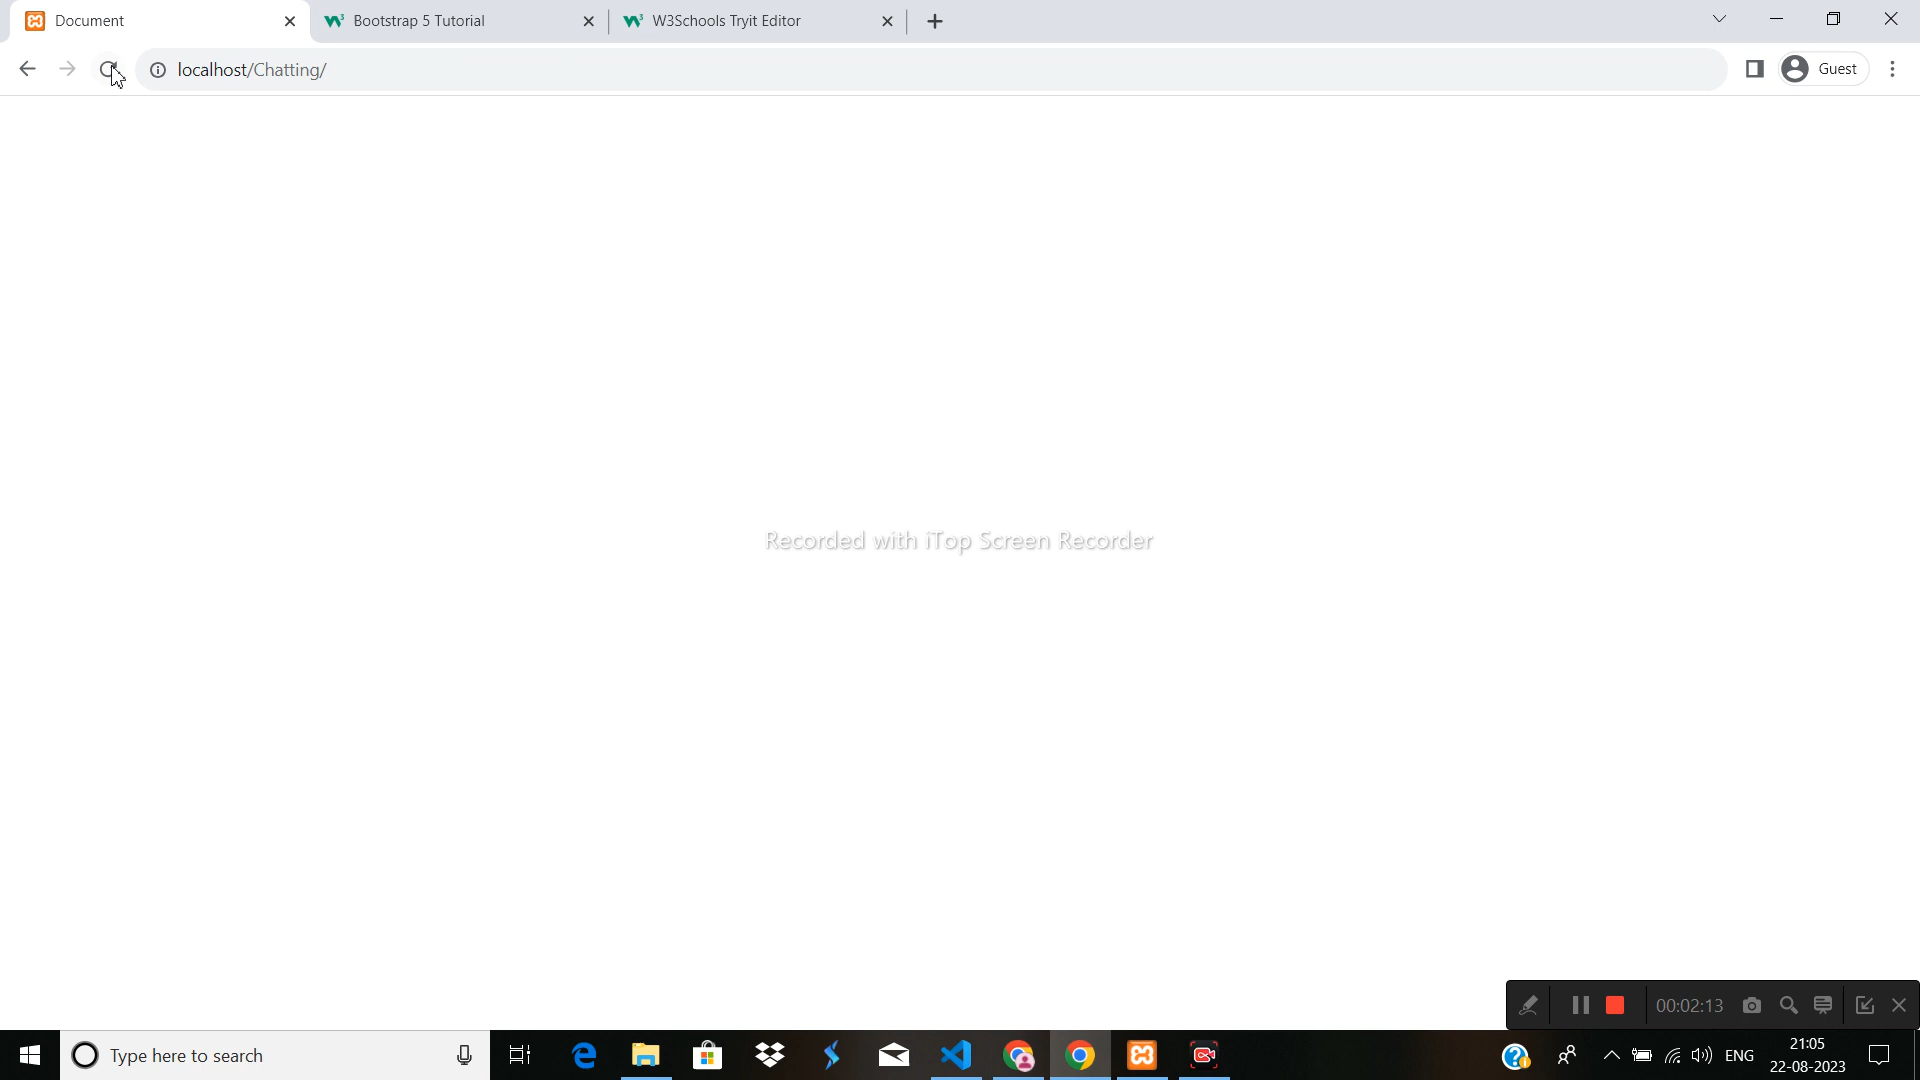 Document
Bootstrap 5 Tutorial
W3Schools Tryit Editor
localhost/Chatting/
Guest
Recorded with iTop Screen Recorder
00:02:13
Type here to search
ENG
21:05
22-08-2023